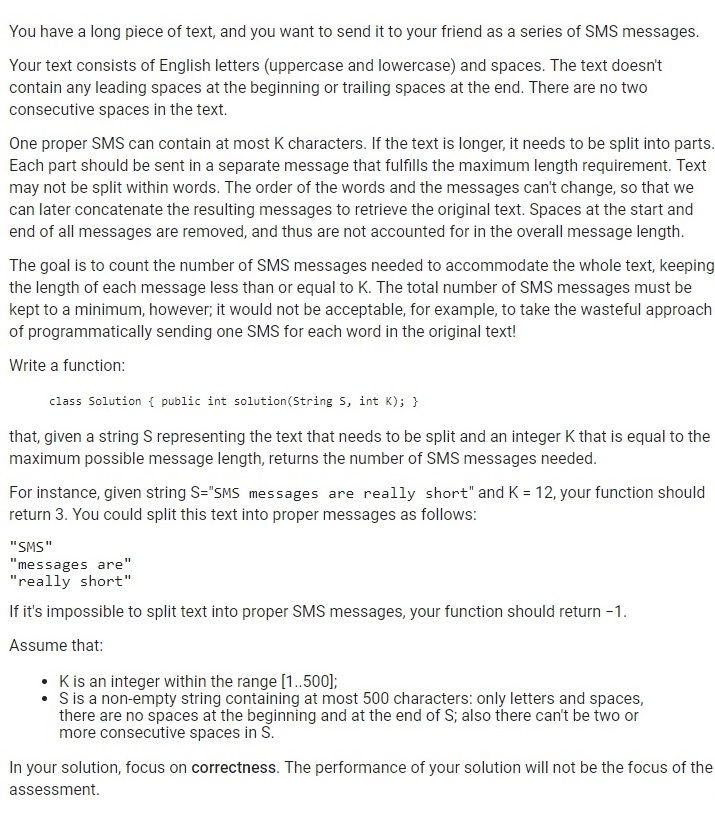 You have a long piece of text, and you want to send it to your friend as a series of SMS messages.
Your text consists of English letters (uppercase and lowercase) and spaces. The text doesn't
contain any leading spaces at the beginning or trailing spaces at the end. There are no two
consecutive spaces in the text.
One proper SMS can contain at most K characters. If the text is longer, it needs to be split into parts.
Each part should be sent in a separate message that fulfills the maximum length requirement. Text
may not be split within words. The order of the words and the messages can't change, so that we
can later concatenate the resulting messages to retrieve the original text. Spaces at the start and
end of all messages are removed, and thus are not accounted for in the overall message length.
The goal is to count the number of SMS messages needed to accommodate the whole text, keeping
the length of each message less than or equal to K. The total number of SMS messages must be
kept to a minimum, however; it would not be acceptable, for example, to take the wasteful approach
of programmatically sending one SMS for each word in the original text!
Write a function:
class Solution { public int solution(String S, int K); }
that, given a string S representing the text that needs to be split and an integer K that is equal to the
maximum possible message length, returns the number of SMS messages needed.
For instance, given string S="SMS messages are really short" and K = 12, your function should
return 3. You could split this text into proper messages as follows:
"SMS"
"messages are"
"really short"
If it's impossible to split text into proper SMS messages, your function should return −1.
Assume that:
• K is an integer within the range [1..500];
• S is a non-empty string containing at most 500 characters: only letters and spaces,
there are no spaces at the beginning and at the end of S; also there can't be two or
more consecutive spaces in S.
In your solution, focus on correctness. The performance of your solution will not be the focus of the
assessment.